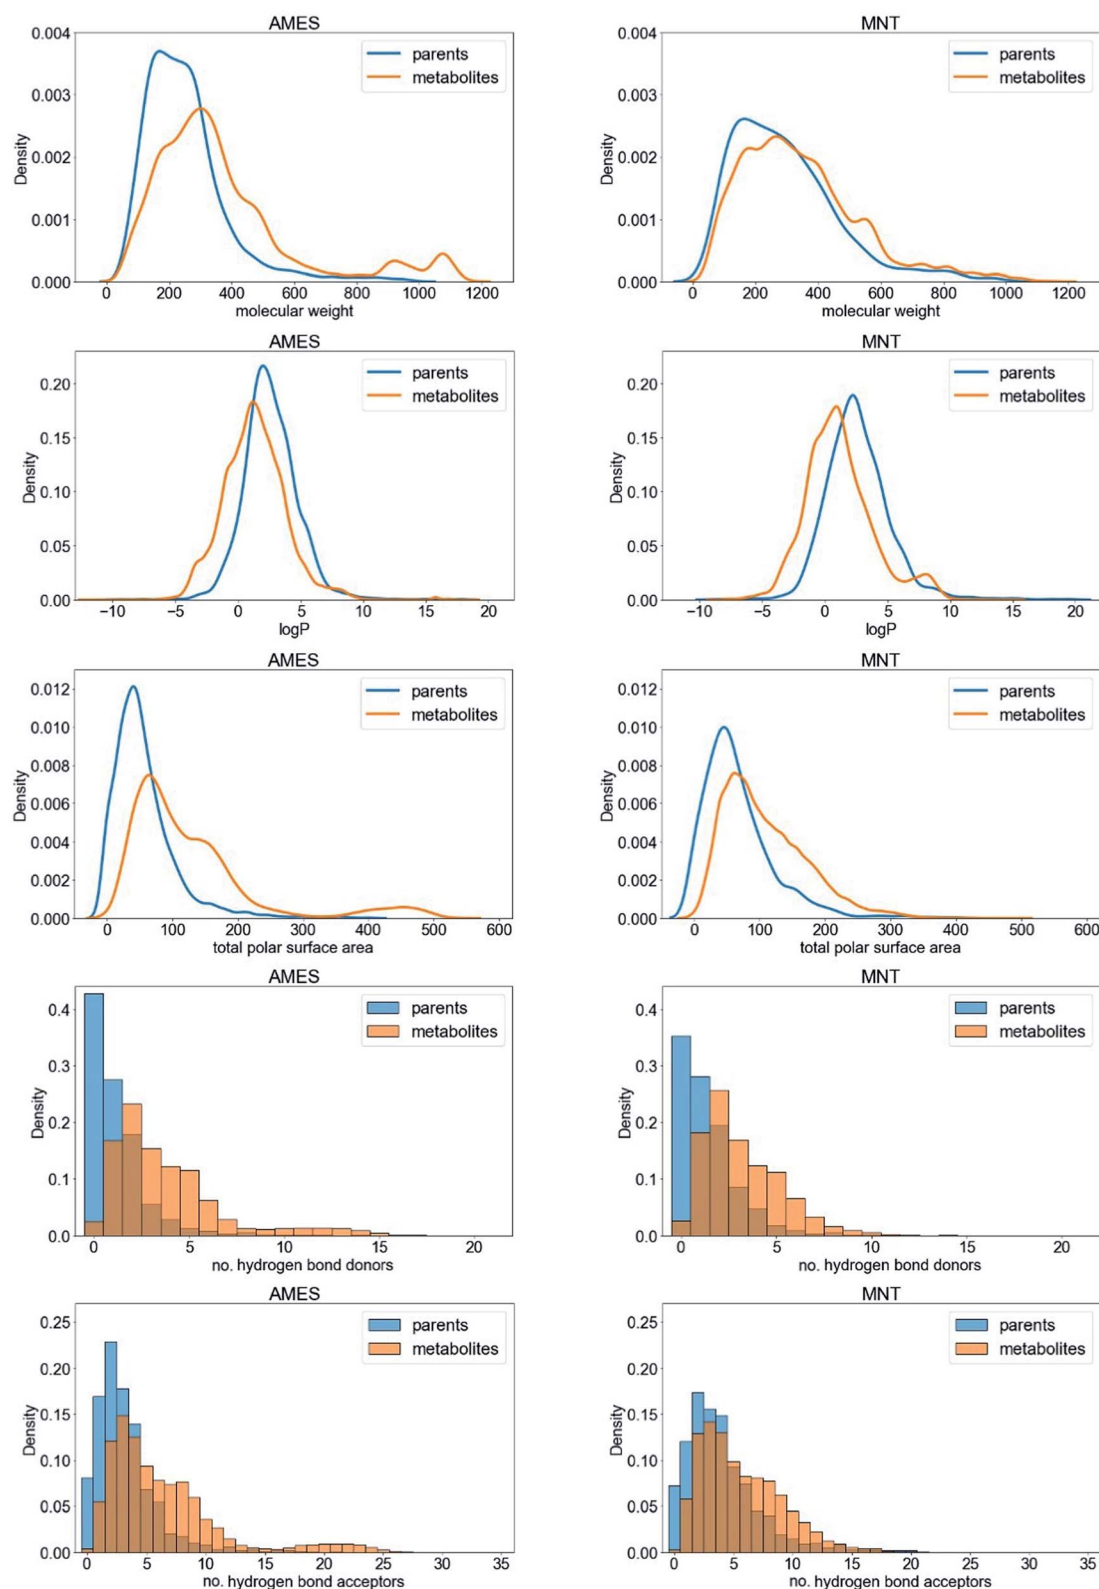 AMES
MNT
0.004
0.003
0.002
0.001
0.000
Density
parents
metabolites
0 200 400 600 800 1000 1200
molecular weight
0.004
0.003
0.002
0.001
0.000
Density
parents
metabolites
0 200 400 600 800 1000 1200
molecular weight
AMES
MNT
0.20
0.15
0.10
0.05
0.00
Density
parents
metabolites
−10 −5 0 5 10 15 20
logP
0.20
0.15
0.10
0.05
0.00
Density
parents
metabolites
−10 −5 0 5 10 15 20
logP
AMES
MNT
0.012
0.010
0.008
0.006
0.004
0.002
0.000
Density
parents
metabolites
0 100 200 300 400 500 600
total polar surface area
0.012
0.010
0.008
0.006
0.004
0.002
0.000
Density
parents
metabolites
0 100 200 300 400 500 600
total polar surface area
AMES
MNT
0.4
0.3
0.2
0.1
0.0
Density
parents
metabolites
0 5 10 15 20
no. hydrogen bond donors
0.4
0.3
0.2
0.1
0.0
Density
parents
metabolites
0 5 10 15 20
no. hydrogen bond donors
AMES
MNT
0.25
0.20
0.15
0.10
0.05
0.00
Density
parents
metabolites
0 5 10 15 20 25 30 35
no. hydrogen bond acceptors
0.25
0.20
0.15
0.10
0.05
0.00
Density
parents
metabolites
0 5 10 15 20 25 30 35
no. hydrogen bond acceptors